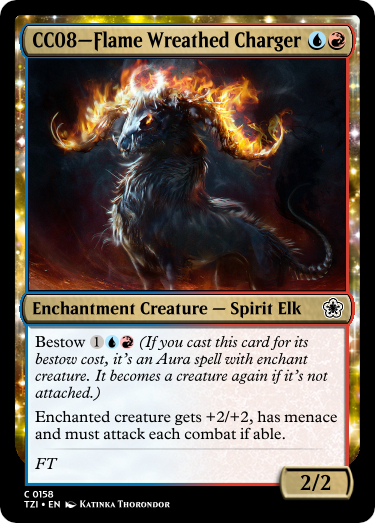 CC08—Flame Wreathed Charger
Enchantment Creature — Spirit Elk
Bestow 1 (If you cast this card for its
bestow cost, it's an Aura spell with enchant
creature. It becomes a creature again if it's not
attached.)
Enchanted creature gets +2/+2, has menace
and must attack each combat if able.
FT
2/2
C 0158
TZI • EN Katinka Thorondor